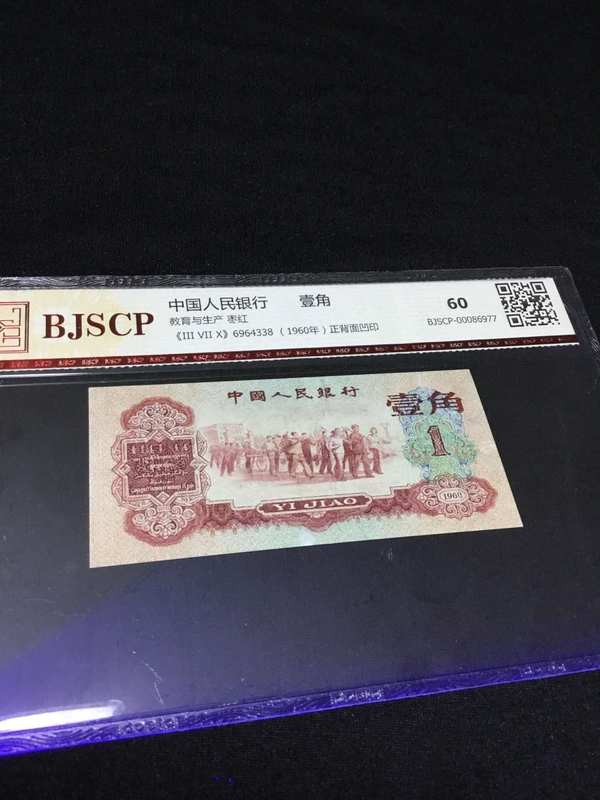 BJSCP
中国人民银行 壹角
教育与生产 枣红
《III VII X》6964338 （1960年）正背面凹印
60
BJSCP-00086977
中國人民銀行
壹角
1
YI JIAO
1960